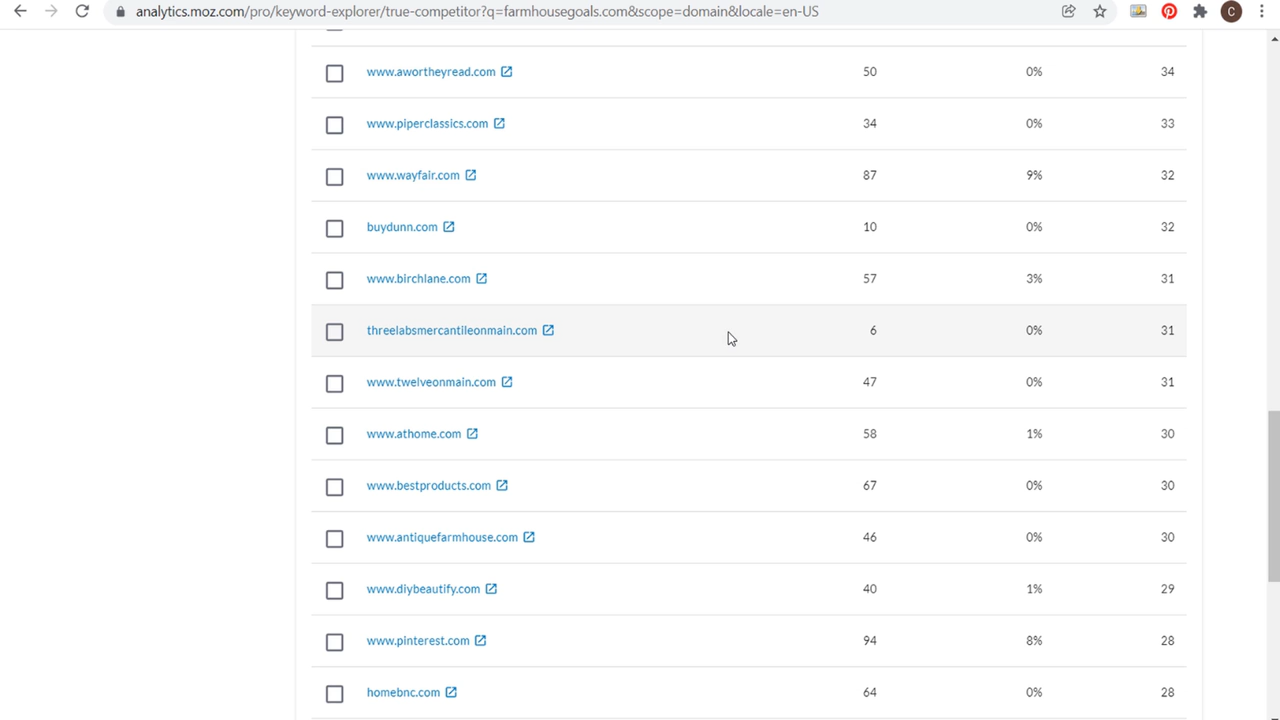 analytics.moz.com/pro/keyword-explorer/true-competitor?q=farmhousegoals.com&scope=domain&locale=en-US
C
www.awortheyread.com 50 0% 34
www.piperclassics.com 34 0% 33
www.wayfair.com 87 9% 32
buydunn.com 10 0% 32
www.birchlane.com 57 3% 31
threelabsmercantileonmain.com 6 0% 31
www.twelveonmain.com 47 0% 31
www.athome.com 58 1% 30
www.bestproducts.com 67 0% 30
www.antiquefarmhouse.com 46 0% 30
www.diybeautify.com 40 1% 29
www.pinterest.com 94 8% 28
homebnc.com 64 0% 28